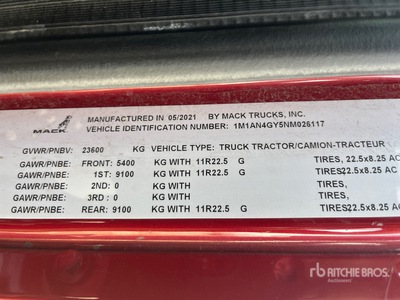 MANUFACTURED IN 05/2021 BY MACK TRUCKS, INC.
MACK VEHICLE IDENTIFICATION NUMBER: 1M1AN4GY5NM026117
GVWR/PNBV: 23600 KG VEHICLE TYPE: TRUCK TRACTOR/CAMION-TRACTEUR
GAWR/PNBE: FRONT: 5400 KG WITH 11R22.5 G TIRES, 22.5x8.25 AC
GAWR/PNBE: 1ST: 9100 KG WITH 11R22.5 G TIRES22.5x8.25 AC
GAWR/PNBE: 2ND: 0 KG WITH TIRES,
GAWR/PNBE: 3RD : 0 KG WITH TIRES,
GAWR/PNBE: REAR: 9100 KG WITH 11R22.5 G TIRES22.5x8.25 AC
rb RITCHIE BROS.